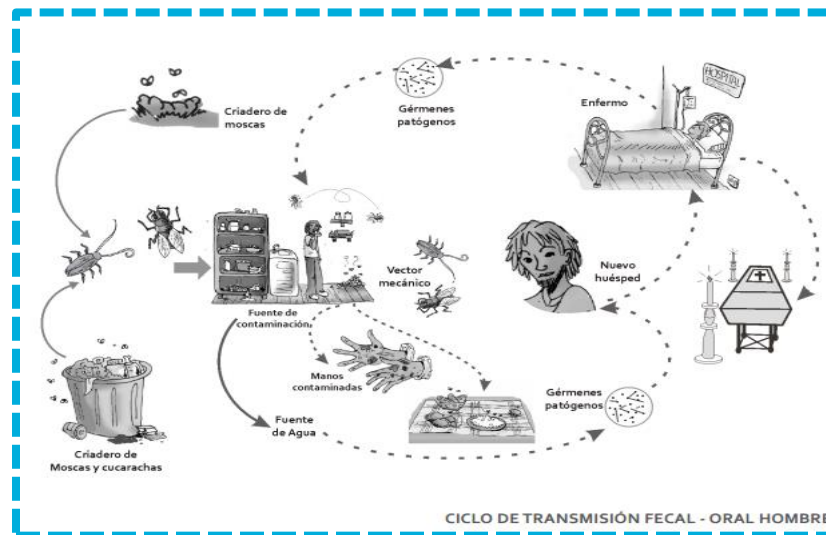 Criadero de
moscas
Gérmenes
patógenos
HOSPITAL
Enfermo
Vector
mecánico
Nuevo
huésped
Fuente de
contaminación
Manos
contaminadas
Gérmenes
patógenos
Fuente
de Agua
Criadero de
Moscas y cucarachas
CICLO DE TRANSMISIÓN FECAL - ORAL HOMBRE